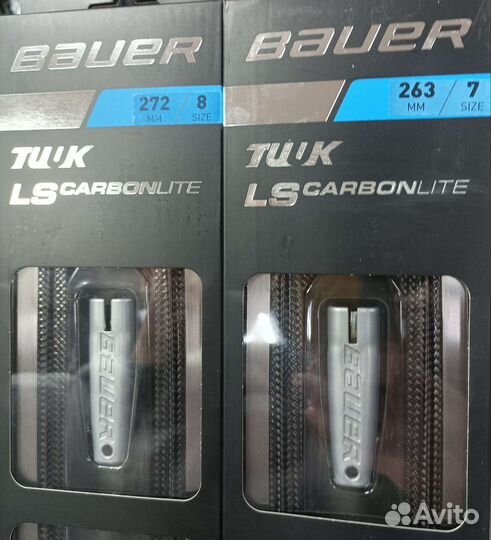 BAUER
272 / 8
MM SIZE
TUUK
LS CARBONLITE
BAUER
BAUER
263 / 7
MM SIZE
TUUK
LS CARBONLITE
BAUER
Avito